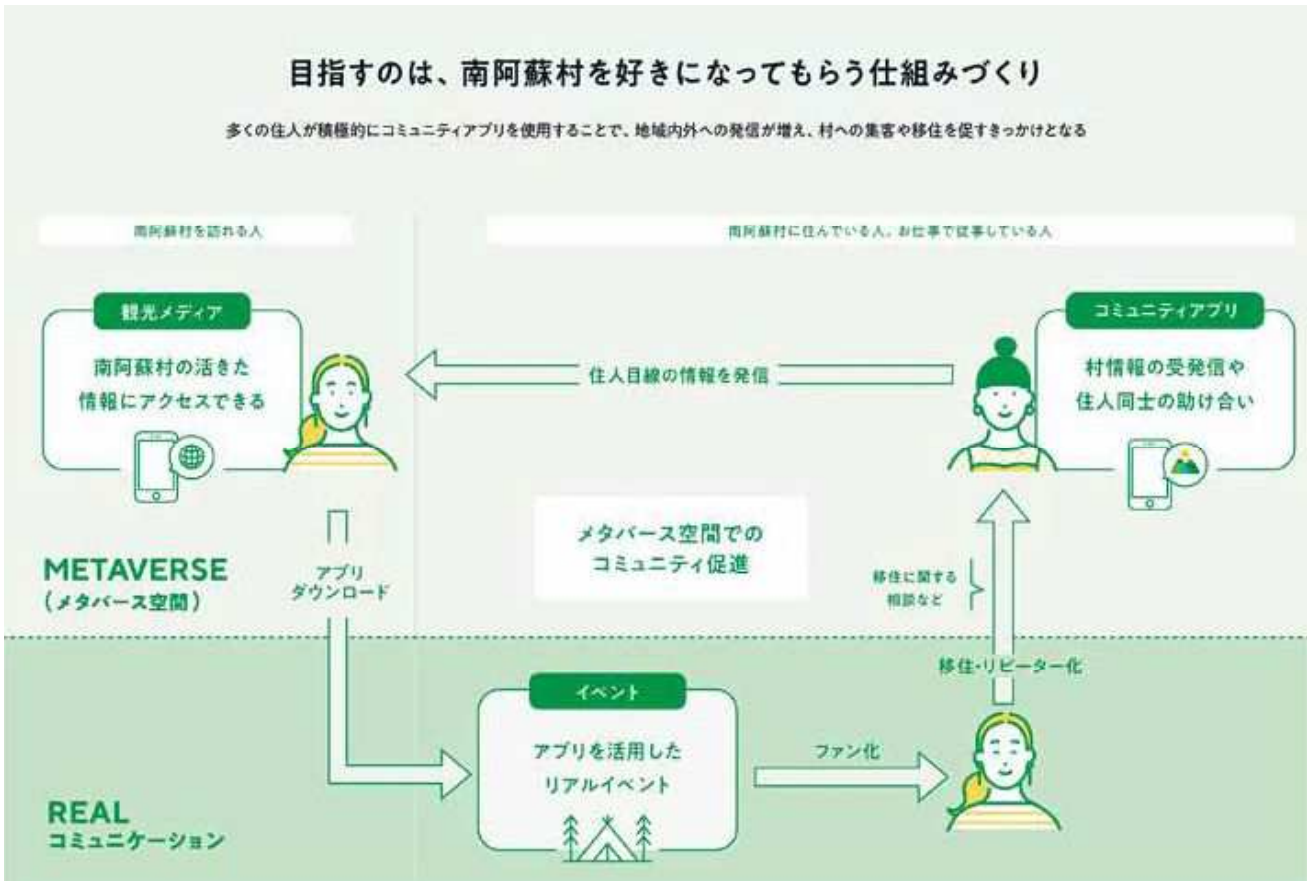 目指すのは、南阿蘇村を好きになってもらう仕組みづくり
多くの住人が積極的にコミュニティアプリを使用することで、地域内外への発信が増え、村への集客や移住を促すきっかけとなる
南阿蘇村を訪れる人
南阿蘇村に住んでいる人、お仕事で従事している人
観光メディア
南阿蘇村の活きた
情報にアクセスできる
住人目線の情報を発信
コミュニティアプリ
村情報の受発信や
住人同士の助け合い
メタバース空間での
コミュニティ促進
METAVERSE
(メタバース空間)
アプリ
ダウンロード
移住に関する
相談など
移住・リピーター化
イベント
アプリを活用した
リアルイベント
ファン化
REAL
コミュニケーション